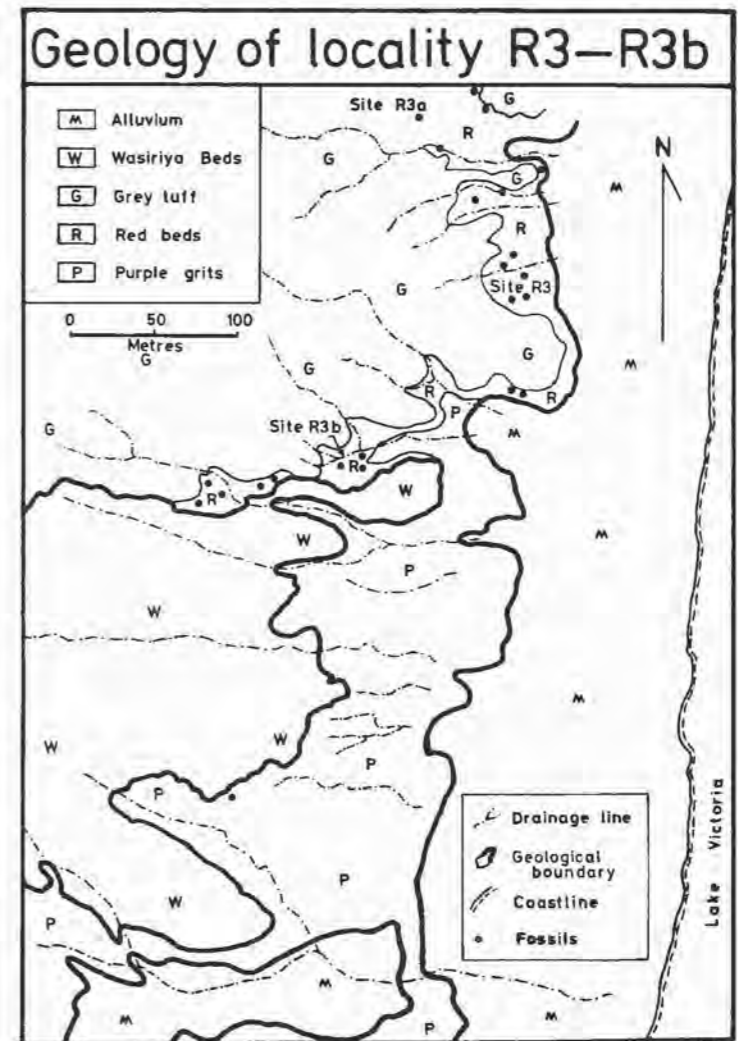 Geology of locality R3–R3b
M Alluvium
W Wasiriya Beds
G Grey tuff
R Red beds
P Purple grits
0 50 100
Metres
G
Site R3a
G
R
N
G
G
M
R
G
Site R3
G
M
G
R
P
R
G
Site R3b
M
R
R
W
W
M
P
W
M
W
W
P
P
Drainage line
Geological
boundary
Coastline
Fossils
Lake Victoria
P
W
P
M
M
P
M